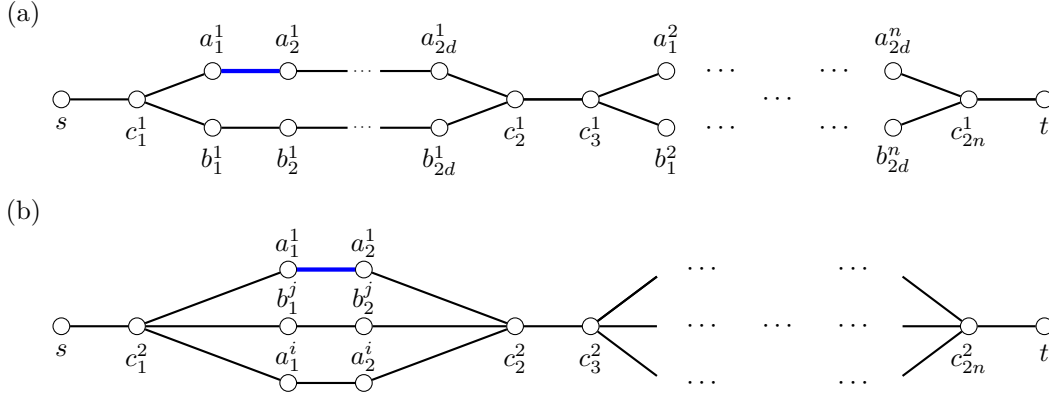 (a)
a_1^1 a_2^1 a_{2d}^1 a_1^2 a_{2d}^n
··· ··· ···
··· ···
s c_1^1 c_2^1 c_3^1 c_{2n}^1 t
··· ··· ···
b_1^1 b_2^1 b_{2d}^1 b_1^2 b_{2d}^n
(b)
a_1^1 a_2^1
··· ···
b_1^j b_2^j
··· ··· ···
s c_1^2 c_2^2 c_3^2 c_{2n}^2 t
a_1^i a_2^i
··· ···